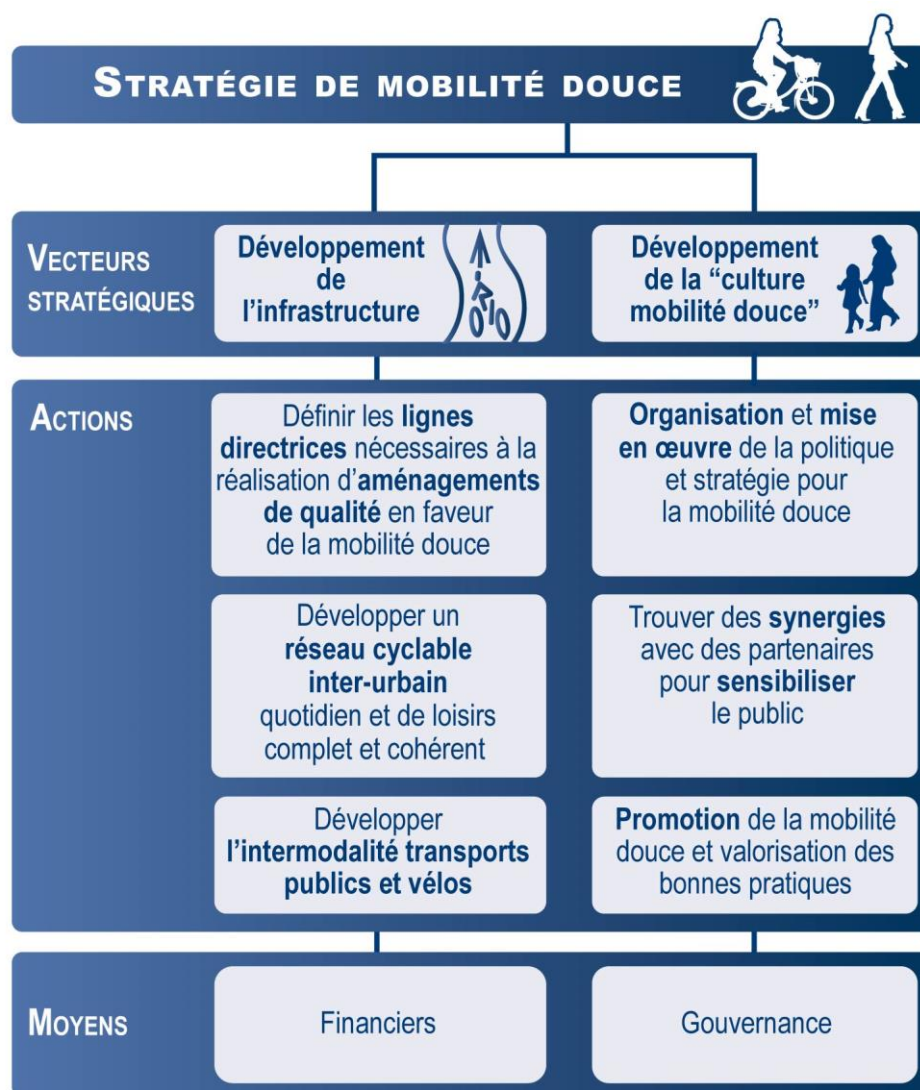 STRATÉGIE DE MOBILITÉ DOUCE
VECTEURS
STRATÉGIQUES
Développement
de
l’infrastructure
Développement
de la “culture
mobilité douce”
ACTIONS
Définir les lignes
directrices nécessaires à la
réalisation d’aménagements
de qualité en faveur
de la mobilité douce
Organisation et mise
en œuvre de la politique
et stratégie pour
la mobilité douce
Développer un
réseau cyclable
inter-urbain
quotidien et de loisirs
complet et cohérent
Trouver des synergies
avec des partenaires
pour sensibiliser
le public
Développer
l’intermodalité transports
publics et vélos
Promotion de la mobilité
douce et valorisation des
bonnes pratiques
MOYENS
Financiers
Gouvernance